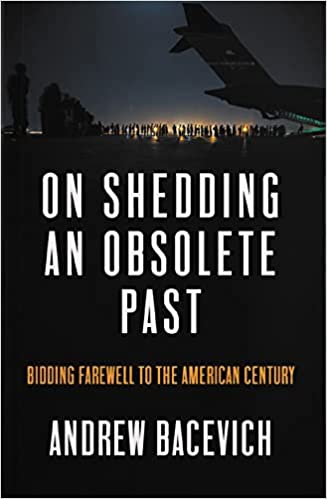 ON SHEDDING
AN OBSOLETE
PAST
BIDDING FAREWELL TO THE AMERICAN CENTURY
ANDREW BACEVICH